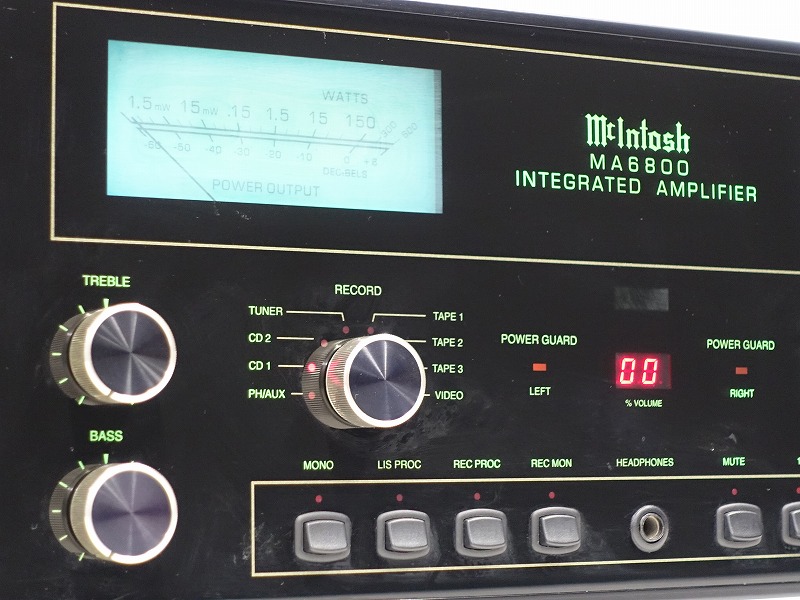 WATTS
1.5mW 15mW .15 1.5 15 150 300
-50 -40 -30 -20 -10 0 +6
DECIBELS
POWER OUTPUT
McIntosh
MA6800
INTEGRATED AMPLIFIER
TREBLE
RECORD
TUNER
TAPE 1
CD 2
TAPE 2
CD 1
TAPE 3
PH/AUX
VIDEO
POWER GUARD
LEFT
00
% VOLUME
POWER GUARD
RIGHT
BASS
MONO
LIS PROC
REC PROC
REC MON
HEADPHONES
MUTE